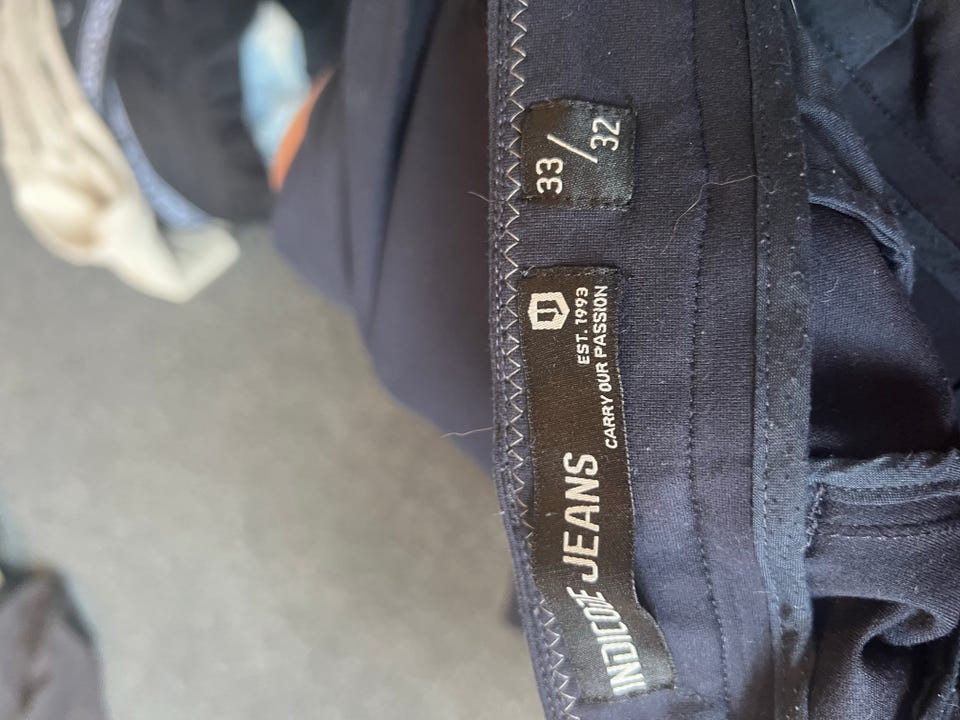 INDICODE JEANS
EST. 1993
CARRY OUR PASSION
33/32